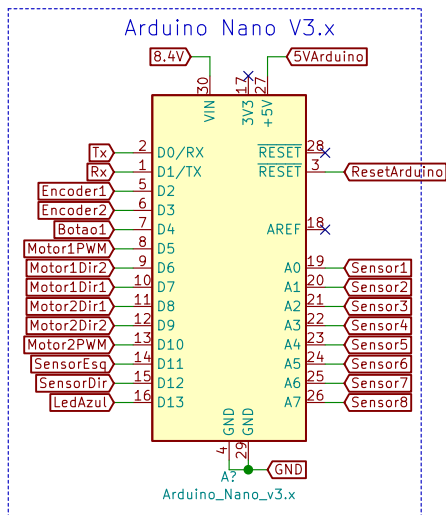 Arduino Nano V3.x
8.4V 5VArduino
30 17 27
VIN 3V3 +5V
Tx 2 D0/RX RESET 28
Rx 1 D1/TX RESET 3 ResetArduino
Encoder1 5 D2
Encoder2 6 D3
Botao1 7 D4 AREF 18
Motor1PWM 8 D5
Motor1Dir2 9 D6 A0 19 Sensor1
Motor1Dir1 10 D7 A1 20 Sensor2
Motor2Dir1 11 D8 A2 21 Sensor3
Motor2Dir2 12 D9 A3 22 Sensor4
Motor2PWM 13 D10 A4 23 Sensor5
SensorEsq 14 D11 A5 24 Sensor6
SensorDir 15 D12 A6 25 Sensor7
LedAzul 16 D13 A7 26 Sensor8
GND GND
4 29 GND
A?
Arduino_Nano_v3.x